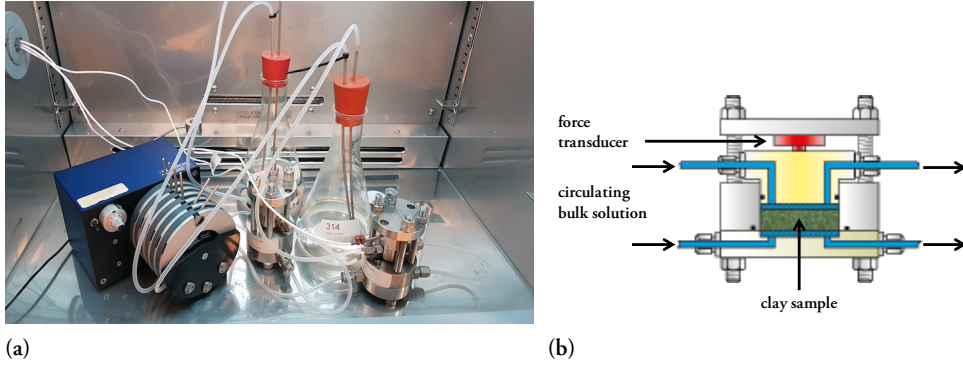 314
(a)
force
transducer
circulating
bulk solution
clay sample
(b)